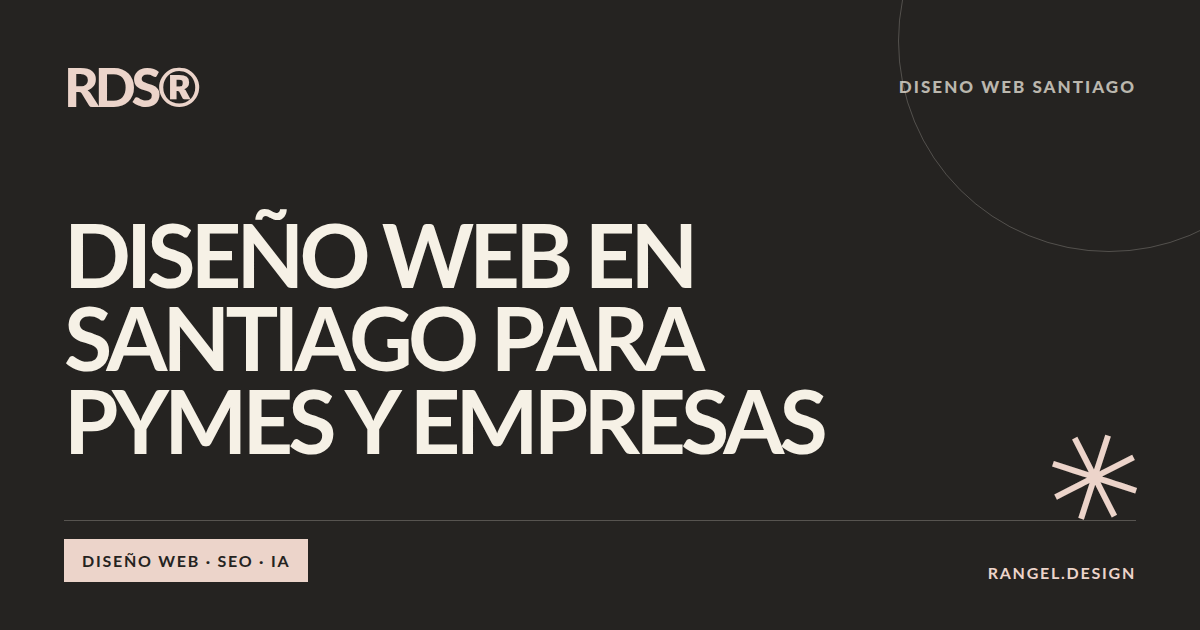 RDS®
DISENO WEB SANTIAGO
DISEÑO WEB EN
SANTIAGO PARA
PYMES Y EMPRESAS
DISEÑO WEB · SEO · IA
RANGEL.DESIGN